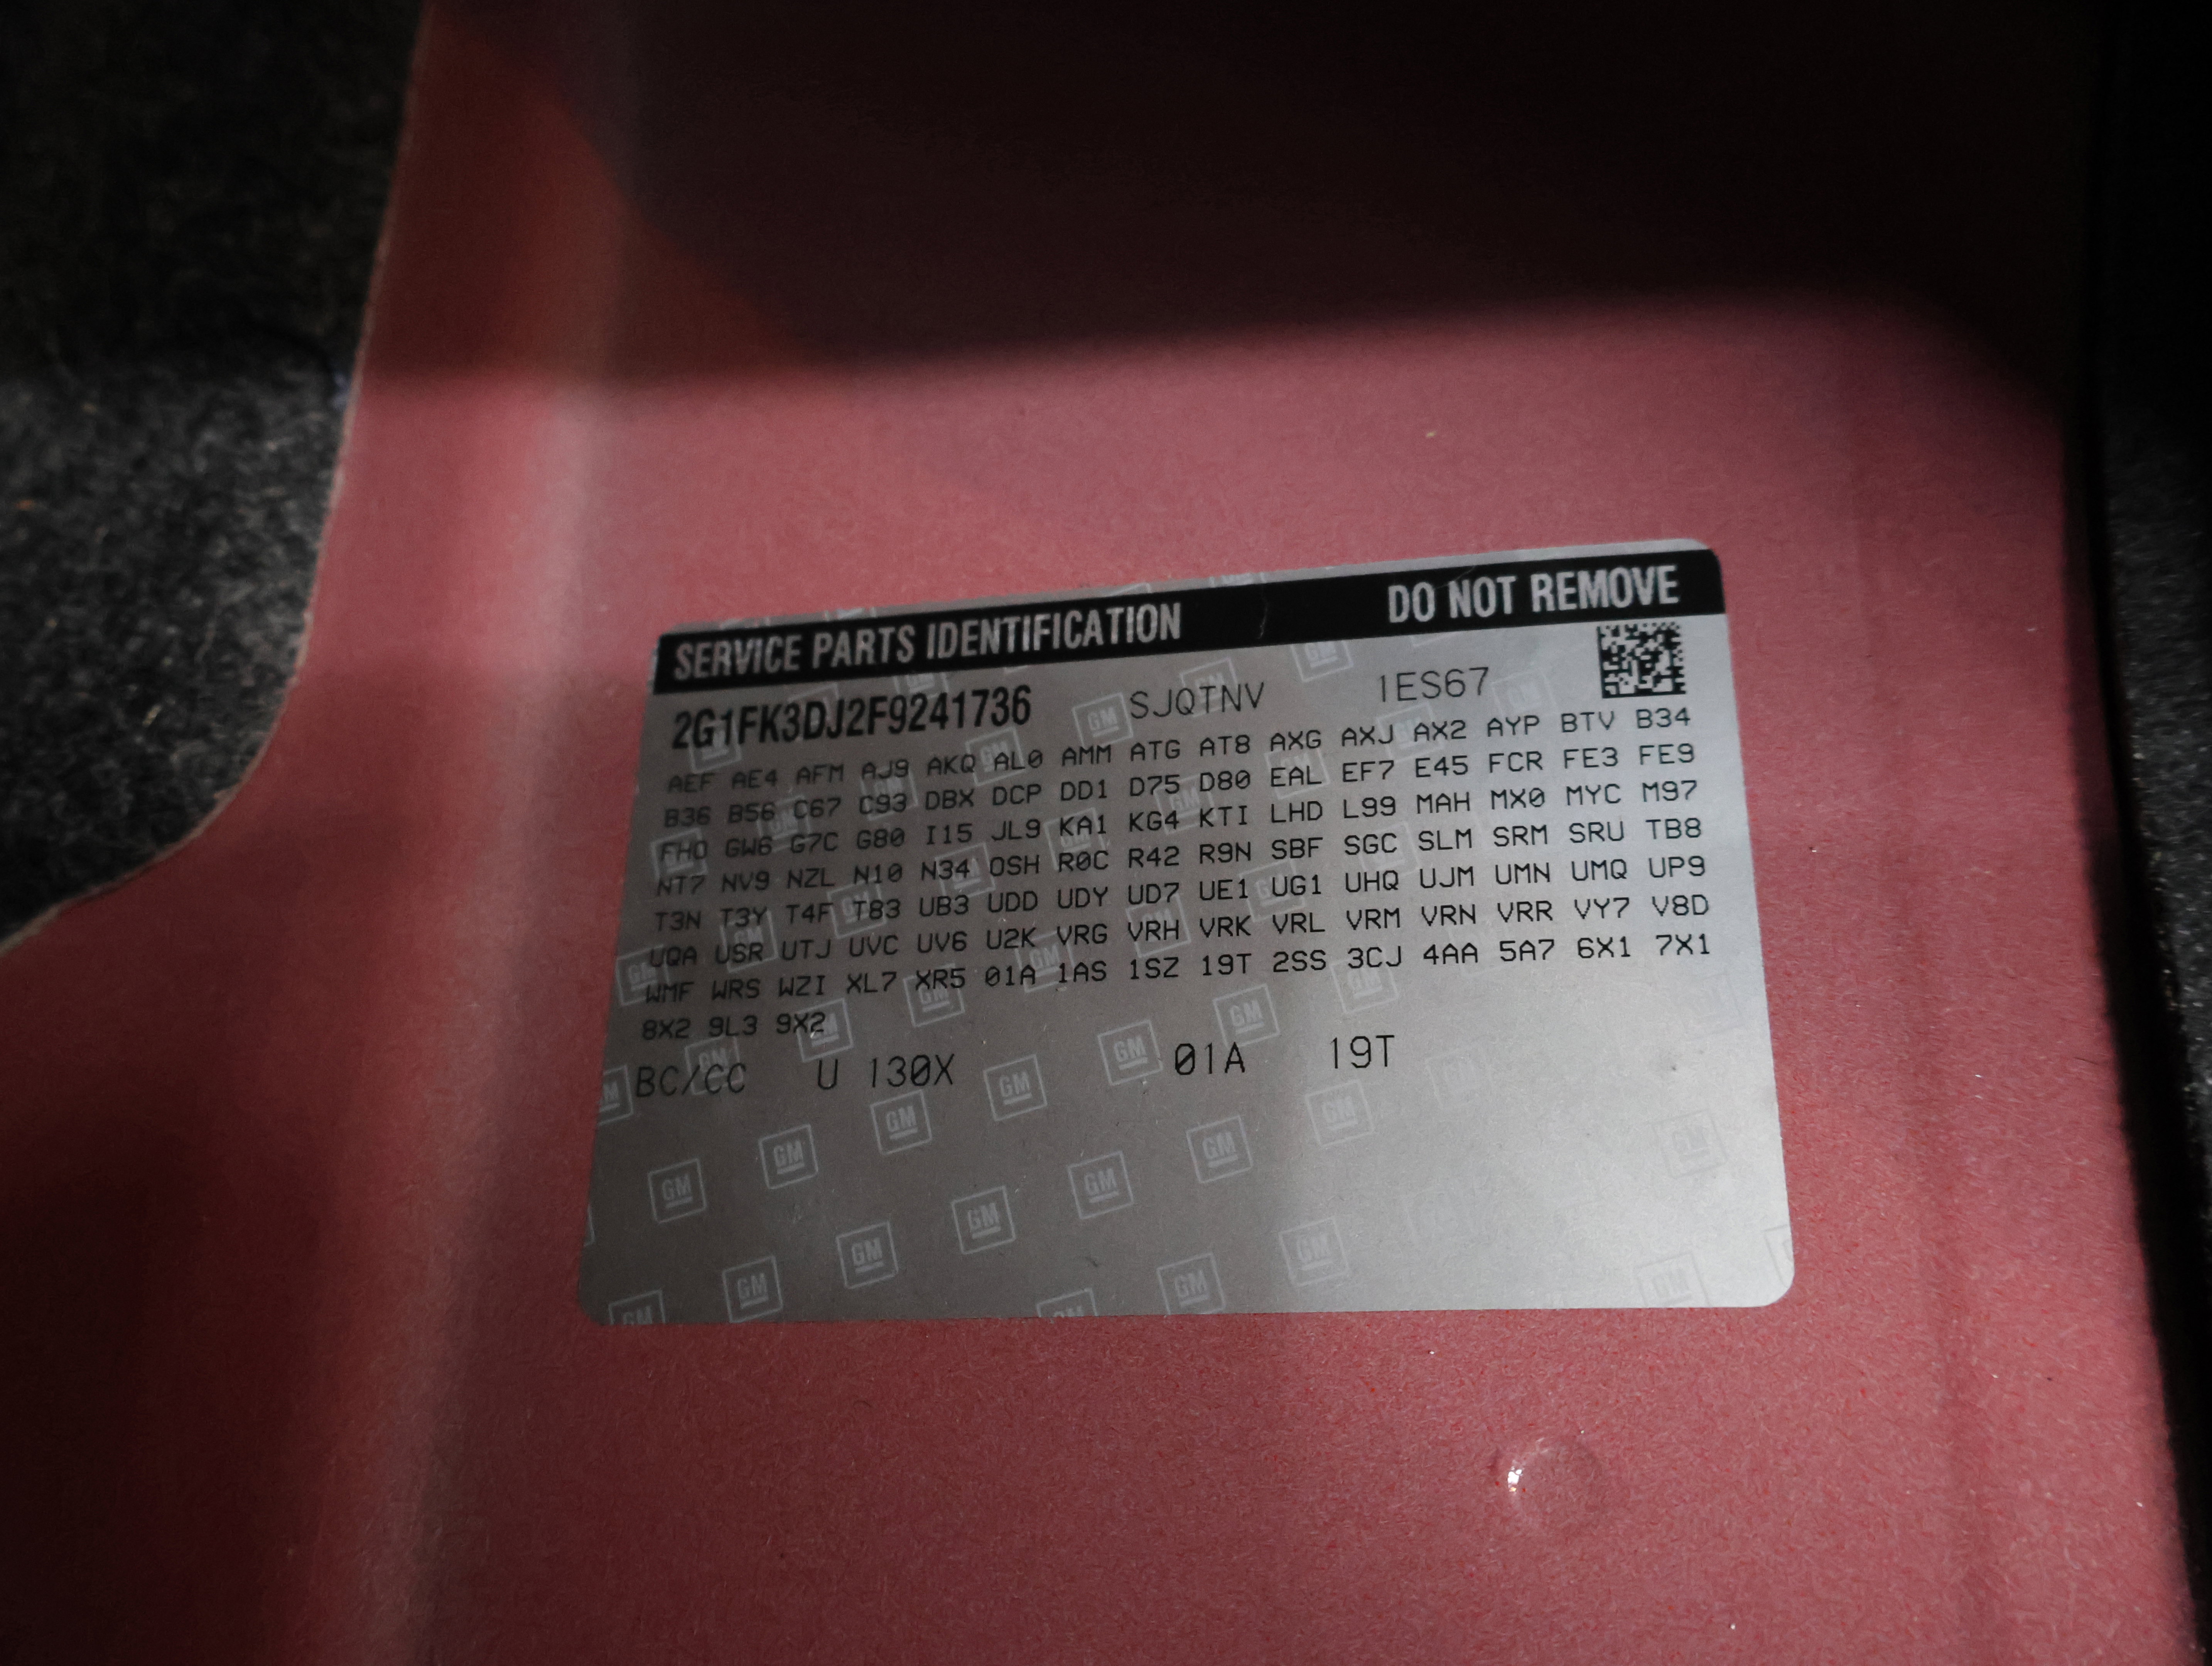 SERVICE PARTS IDENTIFICATION DO NOT REMOVE
2G1FK3DJ2F9241736 SJQTNV 1ES67
AEF AE4 AFM AJ9 AKQ AL0 AMM ATG AT8 AXG AXJ AX2 AYP BTV B34
B36 B56 C67 C93 DBX DCP DD1 D75 D80 EAL EF7 E45 FCR FE3 FE9
FHO GW6 G7C G80 I15 JL9 KA1 KG4 KTI LHD L99 MAH MX0 MYC M97
NT7 NV9 NZL N10 N34 OSH R0C R42 R9N SBF SGC SLM SRM SRU TB8
T3N T3Y T4F T83 UB3 UDD UDY UD7 UE1 UG1 UHQ UJM UMN UMQ UP9
UQA USR UTJ UVC UV6 U2K VRG VRH VRK VRL VRM VRN VRR VY7 V8D
WMF WRS WZI XL7 XR5 01A 1AS 1SZ 19T 2SS 3CJ 4AA 5A7 6X1 7X1
8X2 9L3 9X2
BC/CC U 130X 01A 19T